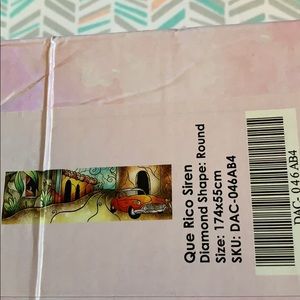 Que Rico Siren
Diamond Shape: Round
Size: 174x55cm
SKU: DAC-046AB4
DAC-046AB4